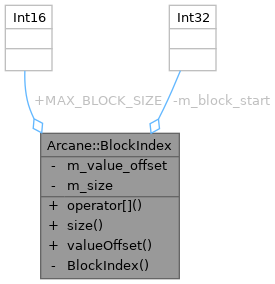 Int16
Int32
+MAX_BLOCK_SIZE
-m_block_start
Arcane::BlockIndex
- m_value_offset
- m_size
+ operator[]()
+ size()
+ valueOffset()
- BlockIndex()